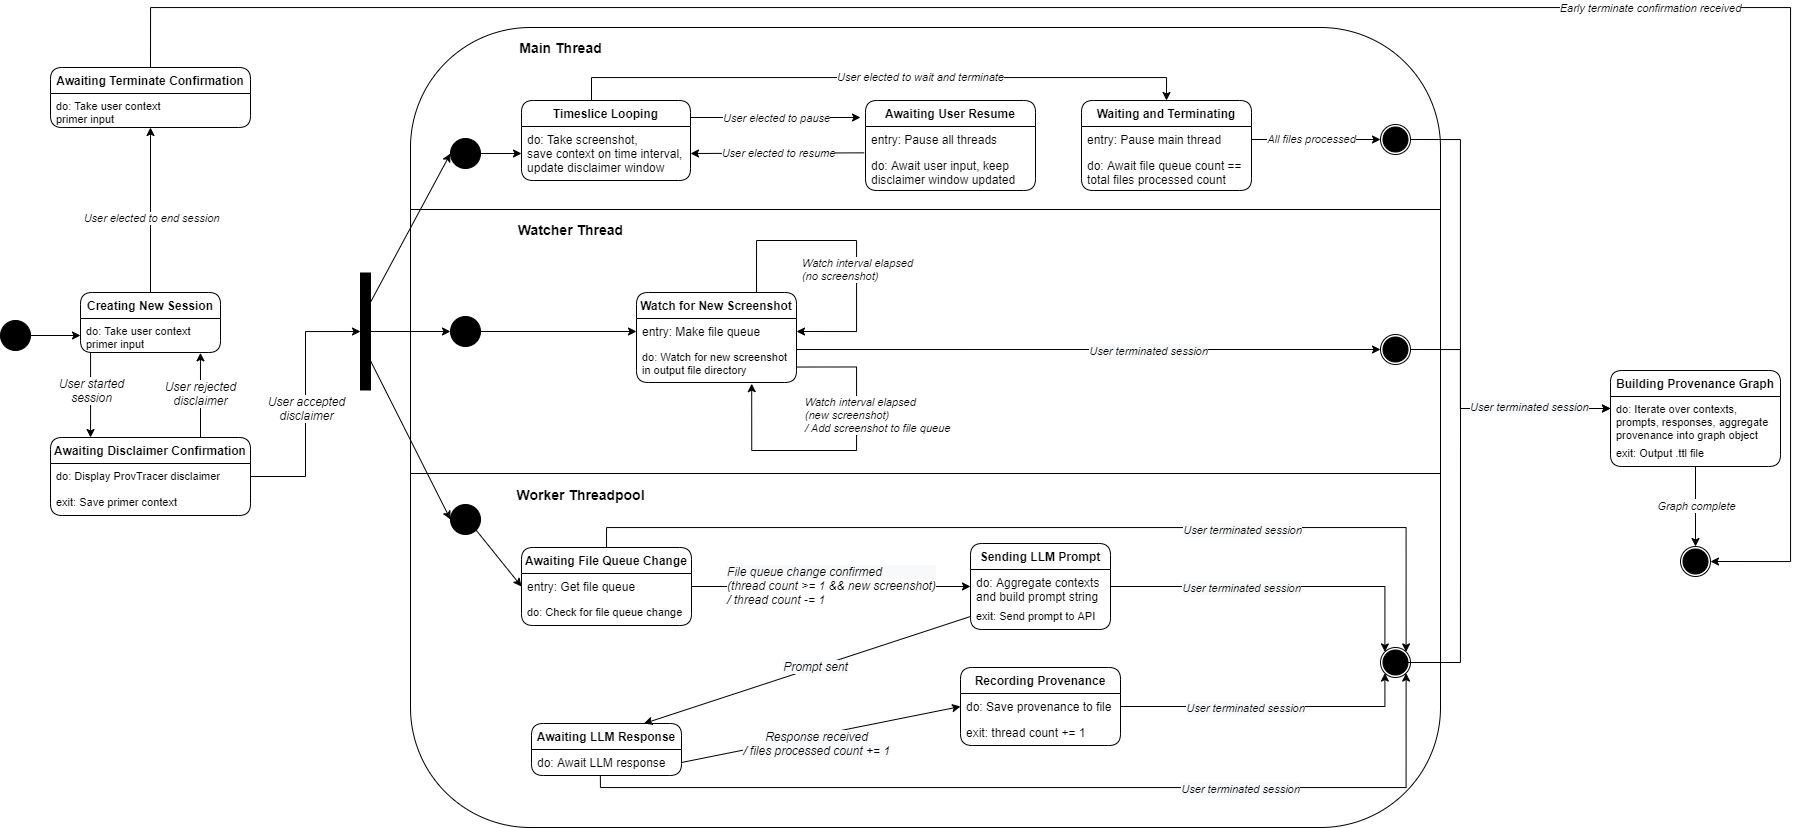 Early terminate confirmation received
Main Thread
Awaiting Terminate Confirmation
do: Take user context
primer input
User elected to wait and terminate
Timeslice Looping
do: Take screenshot,
save context on time interval,
update disclaimer window
User elected to pause
User elected to resume
Awaiting User Resume
entry: Pause all threads
do: Await user input, keep
disclaimer window updated
Waiting and Terminating
entry: Pause main thread
do: Await file queue count ==
total files processed count
All files processed
User elected to end session
Watcher Thread
Creating New Session
do: Take user context
primer input
Watch interval elapsed
(no screenshot)
Watch for New Screenshot
entry: Make file queue
do: Watch for new screenshot
in output file directory
User terminated session
Watch interval elapsed
(new screenshot)
/ Add screenshot to file queue
User started
session
User rejected
disclaimer
User accepted
disclaimer
Awaiting Disclaimer Confirmation
do: Display ProvTracer disclaimer
exit: Save primer context
User terminated session
Building Provenance Graph
do: Iterate over contexts,
prompts, responses, aggregate
provenance into graph object
exit: Output .ttl file
Graph complete
Worker Threadpool
User terminated session
Awaiting File Queue Change
entry: Get file queue
do: Check for file queue change
File queue change confirmed
(thread count >= 1 && new screenshot)
/ thread count -= 1
Sending LLM Prompt
do: Aggregate contexts
and build prompt string
exit: Send prompt to API
User terminated session
Prompt sent
Recording Provenance
do: Save provenance to file
exit: thread count += 1
User terminated session
Awaiting LLM Response
do: Await LLM response
Response received
/ files processed count += 1
User terminated session